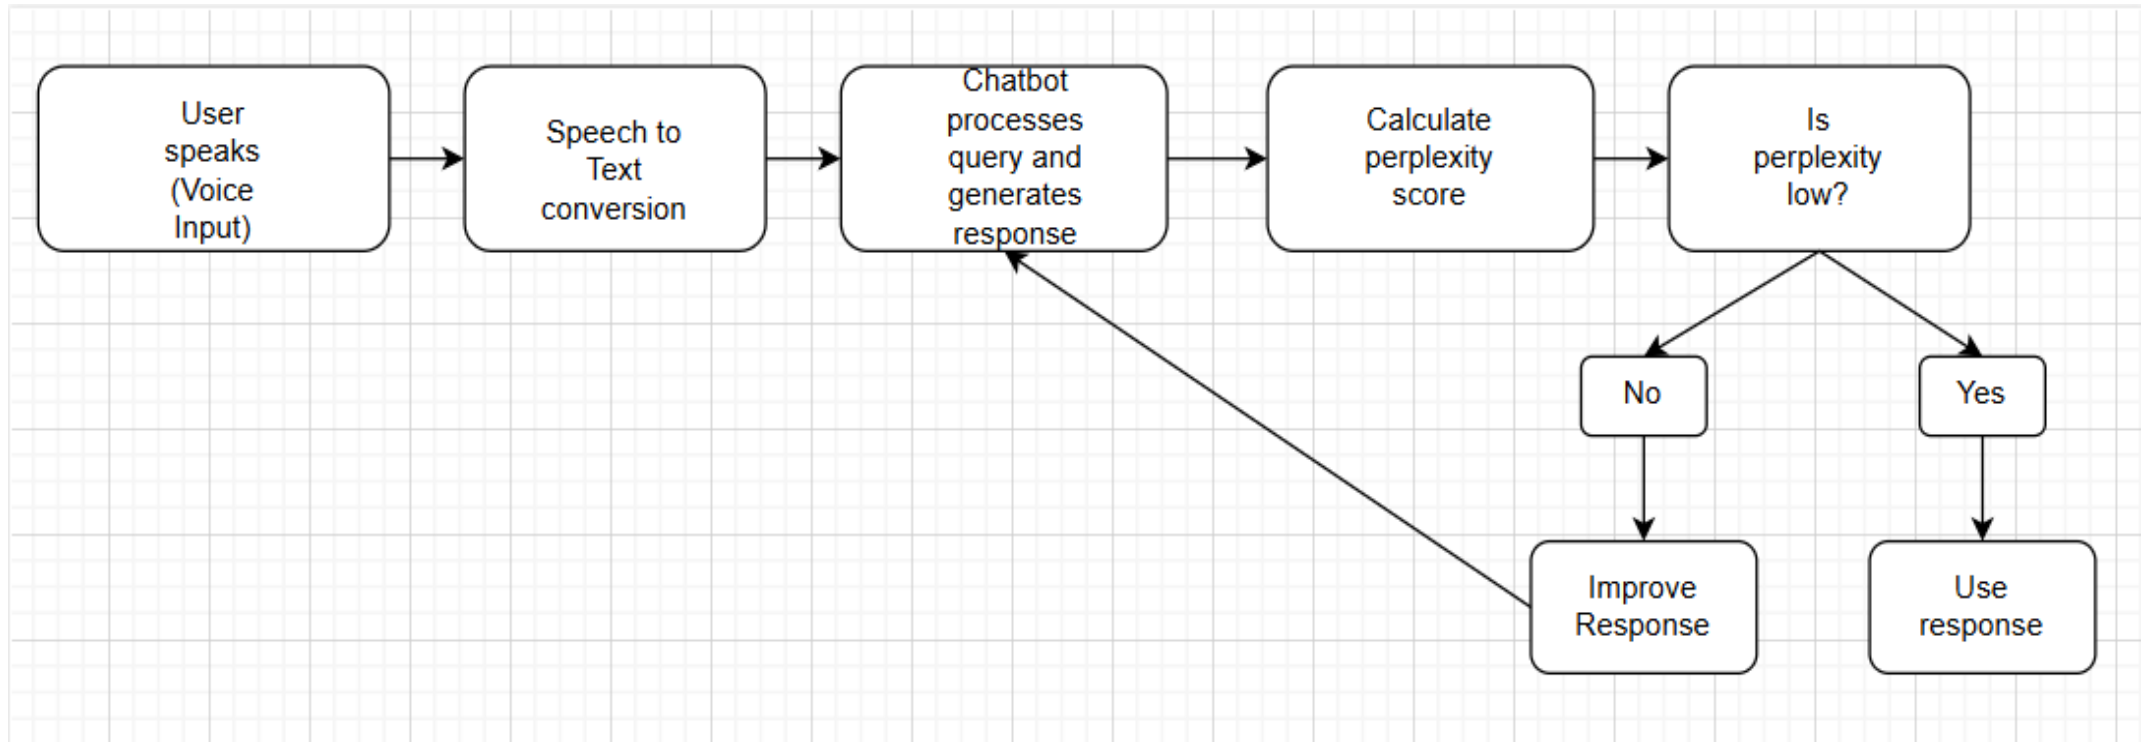 User
speaks
(Voice
Input)
Speech to
Text
conversion
Chatbot
processes
query and
generates
response
Calculate
perplexity
score
Is
perplexity
low?
No
Yes
Improve
Response
Use
response